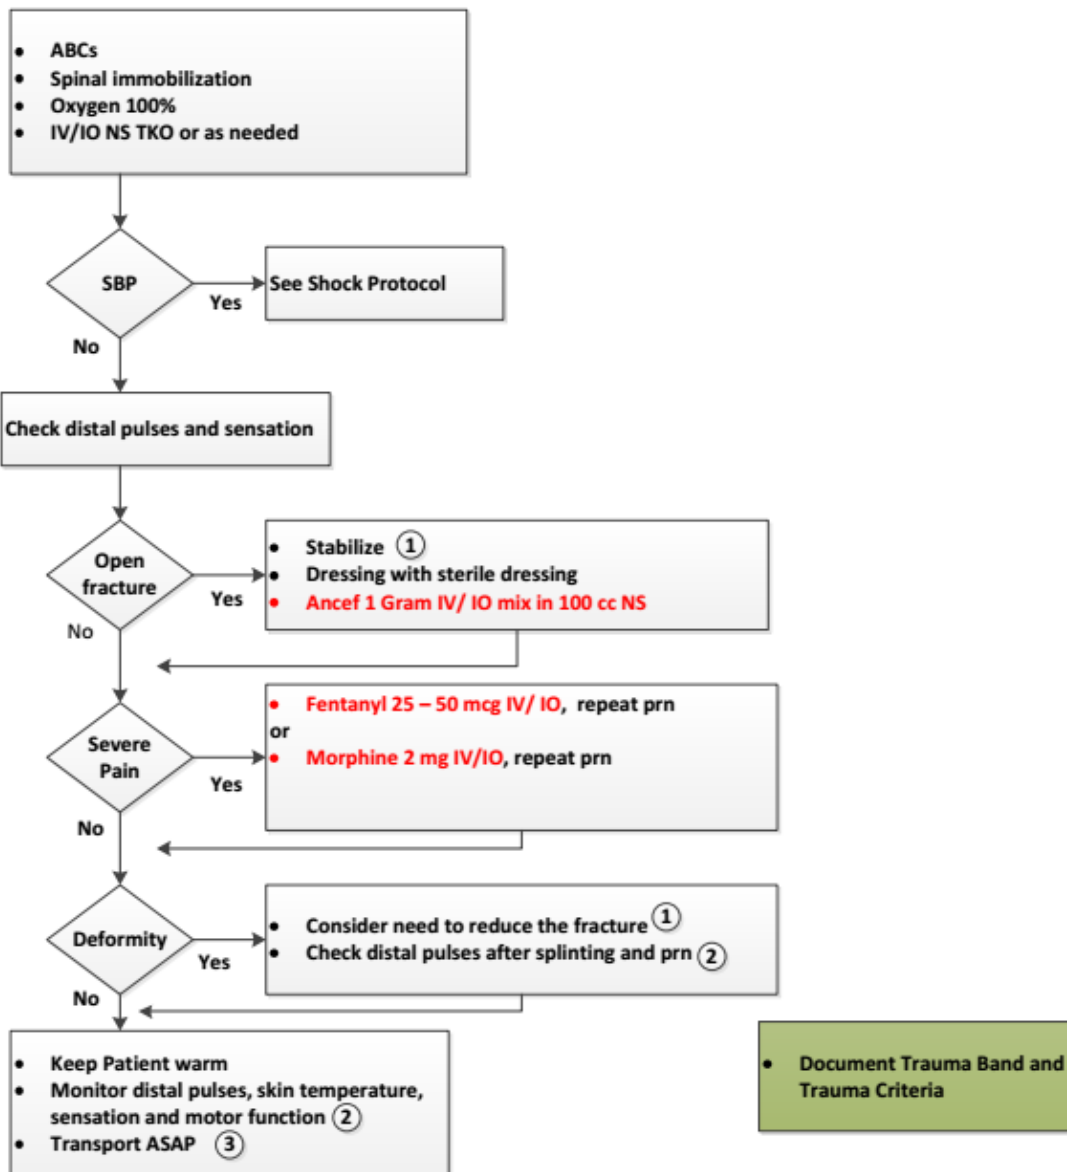 • ABCs
• Spinal immobilization
• Oxygen 100%
• IV/IO NS TKO or as needed
SBP
Yes
See Shock Protocol
No
Check distal pulses and sensation
Open
fracture
Yes
• Stabilize ①
• Dressing with sterile dressing
• Ancef 1 Gram IV/ IO mix in 100 cc NS
No
Severe
Pain
Yes
• Fentanyl 25 – 50 mcg IV/ IO, repeat prn
or
• Morphine 2 mg IV/IO, repeat prn
No
Deformity
Yes
• Consider need to reduce the fracture ①
• Check distal pulses after splinting and prn ②
No
• Keep Patient warm
• Monitor distal pulses, skin temperature,
sensation and motor function ②
• Transport ASAP ③
• Document Trauma Band and
Trauma Criteria